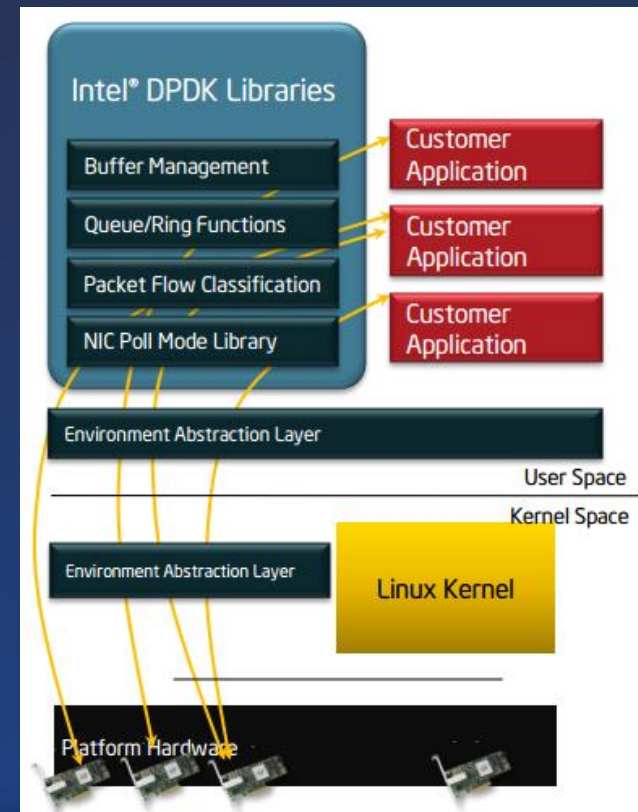 Intel® DPDK Libraries
Buffer Management
Queue/Ring Functions
Packet Flow Classification
NIC Poll Mode Library
Customer
Application
Customer
Application
Customer
Application
Environment Abstraction Layer
User Space
Kernel Space
Environment Abstraction Layer
Linux Kernel
Platform Hardware